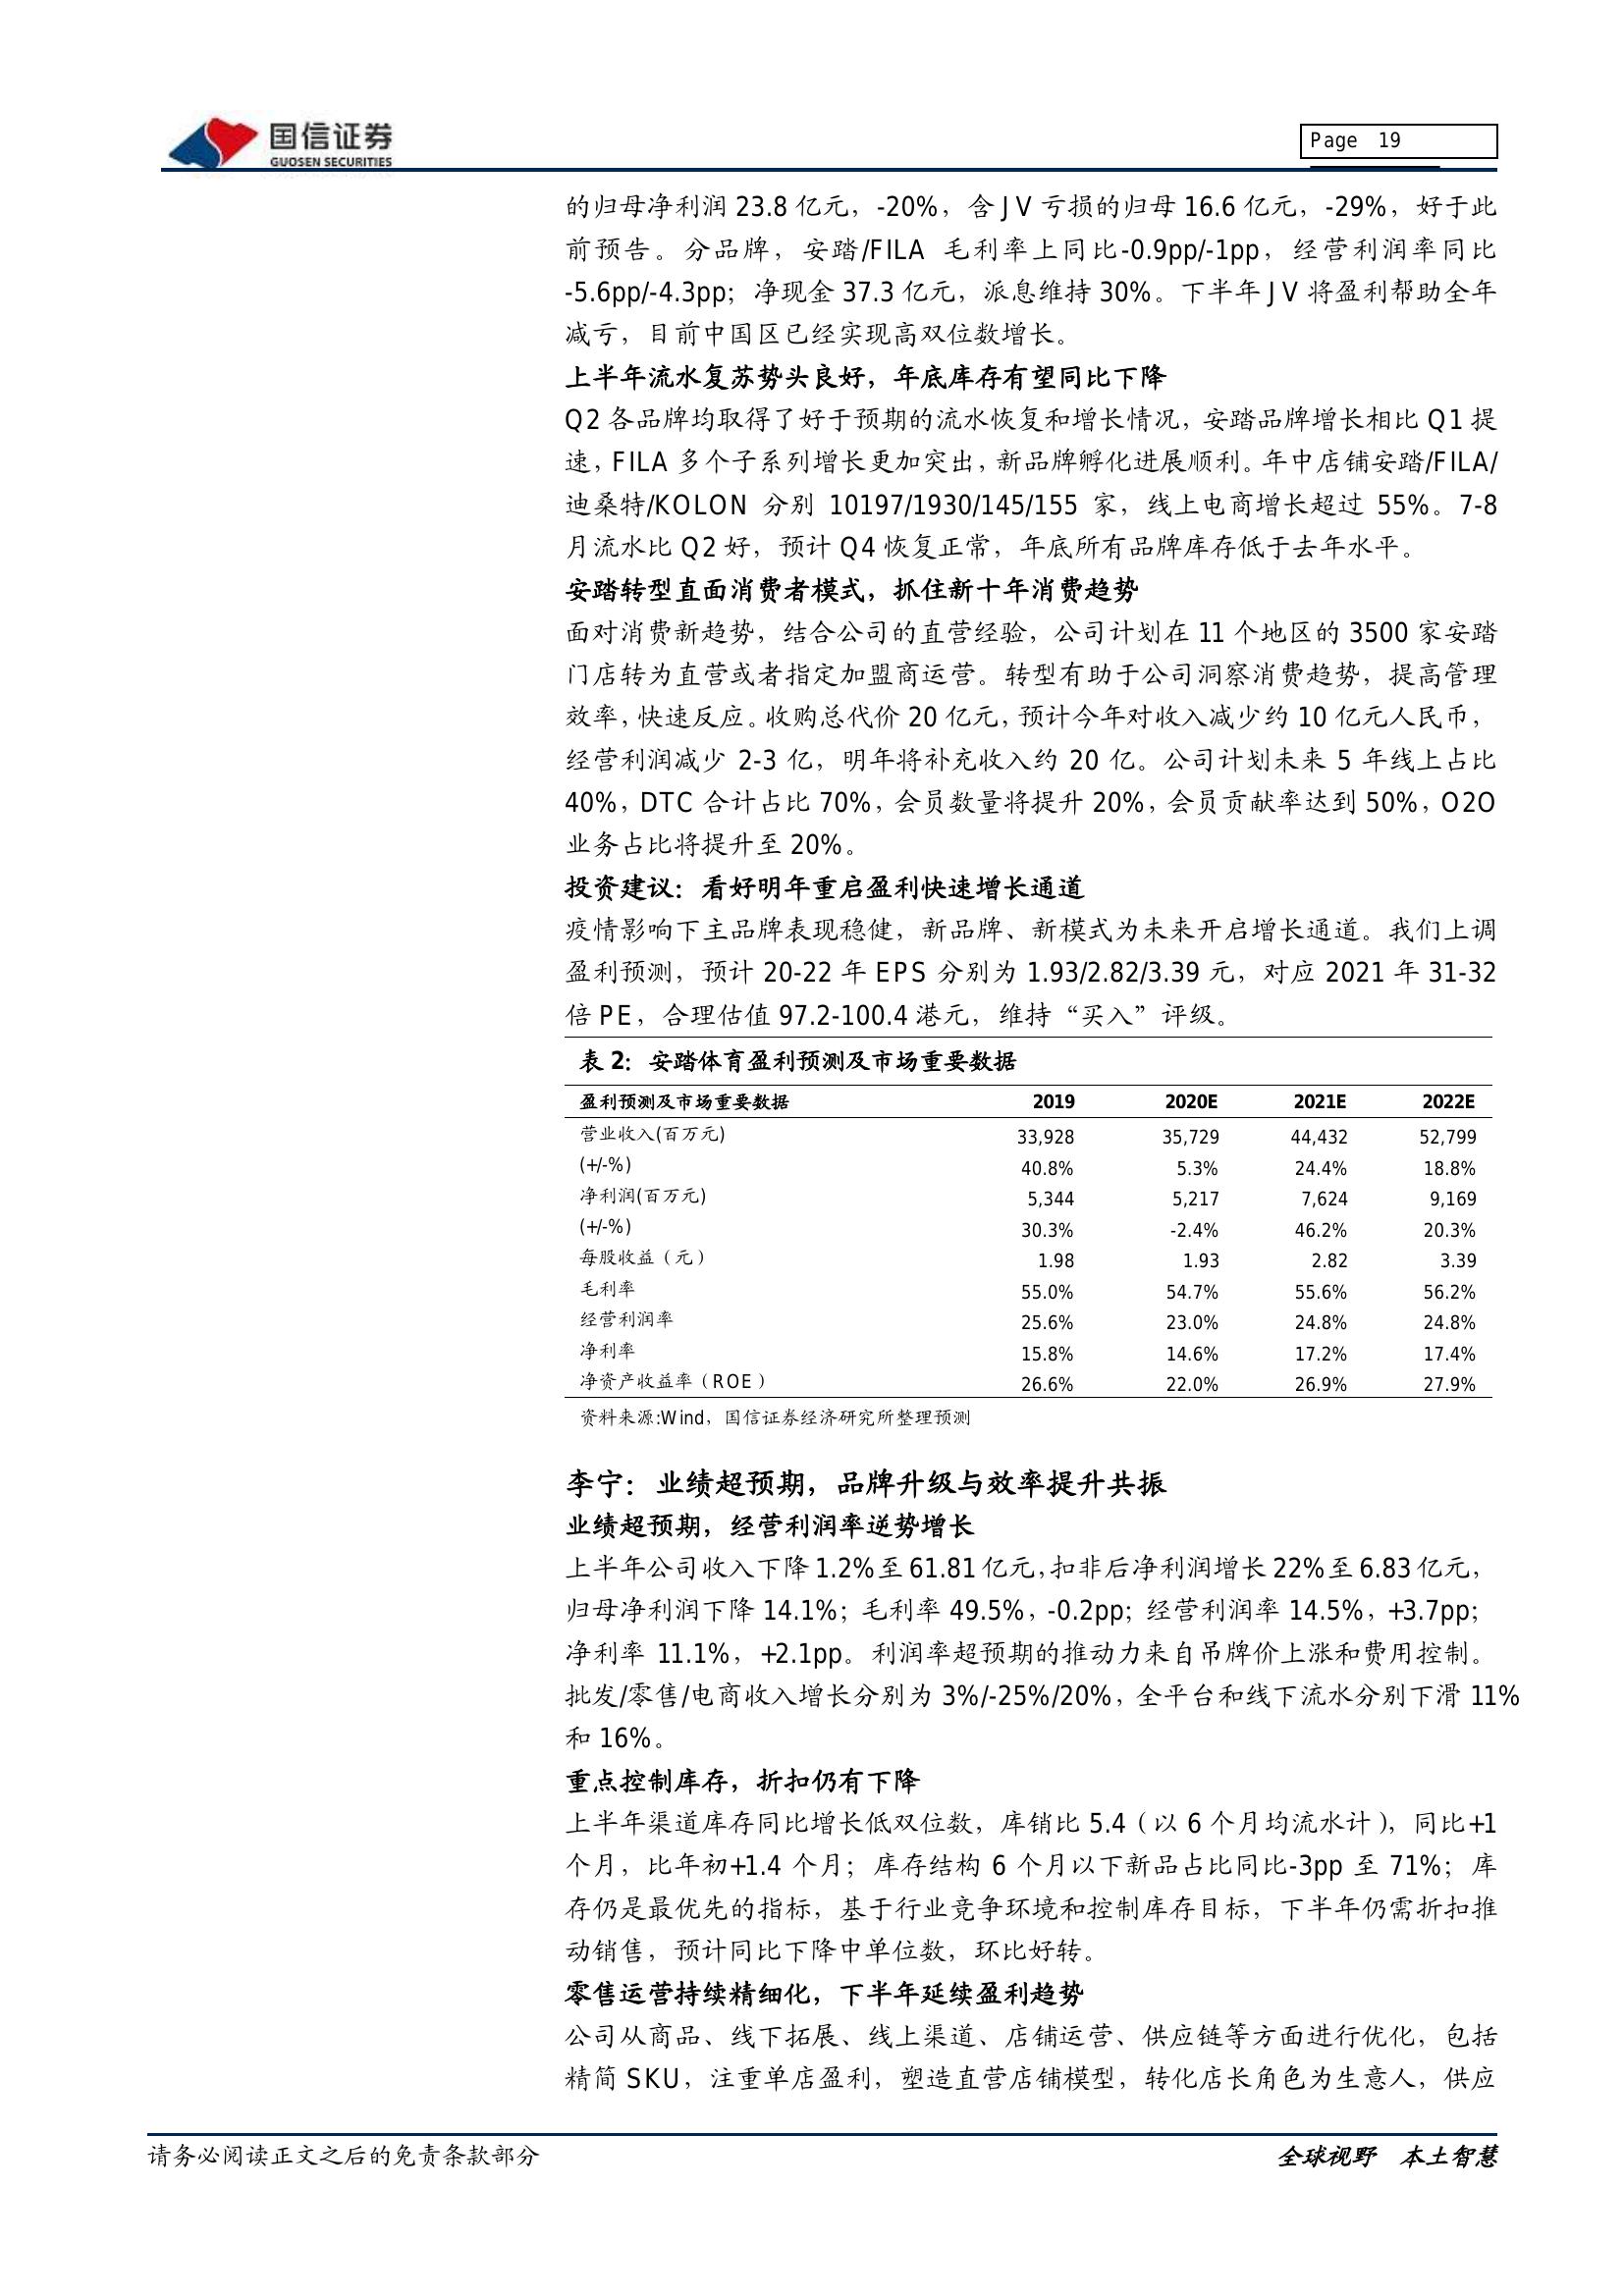 国信证券
GUOSEN SECURITIES
Page 19
的归母净利润 23.8 亿元，-20%，含 JV 亏损的归母 16.6 亿元，-29%，好于此
前预告。分品牌，安踏/FILA 毛利率上同比-0.9pp/-1pp，经营利润率同比
-5.6pp/-4.3pp；净现金 37.3 亿元，派息维持 30%。下半年 JV 将盈利帮助全年
减亏，目前中国区已经实现高双位数增长。
上半年流水复苏势头良好，年底库存有望同比下降
Q2 各品牌均取得了好于预期的流水恢复和增长情况，安踏品牌增长相比 Q1 提
速，FILA 多个子系列增长更加突出，新品牌孵化进展顺利。年中店铺安踏/FILA/
迪桑特/KOLON 分别 10197/1930/145/155 家，线上电商增长超过 55%。7-8
月流水比 Q2 好，预计 Q4 恢复正常，年底所有品牌库存低于去年水平。
安踏转型直面消费者模式，抓住新十年消费趋势
面对消费新趋势，结合公司的直营经验，公司计划在 11 个地区的 3500 家安踏
门店转为直营或者指定加盟商运营。转型有助于公司洞察消费趋势，提高管理
效率，快速反应。收购总代价 20 亿元，预计今年对收入减少约 10 亿元人民币，
经营利润减少 2-3 亿，明年将补充收入约 20 亿。公司计划未来 5 年线上占比
40%，DTC 合计占比 70%，会员数量将提升 20%，会员贡献率达到 50%，O2O
业务占比将提升至 20%。
投资建议：看好明年重启盈利快速增长通道
疫情影响下主品牌表现稳健，新品牌、新模式为未来开启增长通道。我们上调
盈利预测，预计 20-22 年 EPS 分别为 1.93/2.82/3.39 元，对应 2021 年 31-32
倍 PE，合理估值 97.2-100.4 港元，维持“买入”评级。
表 2：安踏体育盈利预测及市场重要数据
盈利预测及市场重要数据 2019 2020E 2021E 2022E
营业收入(百万元) 33,928 35,729 44,432 52,799
(+/-%) 40.8% 5.3% 24.4% 18.8%
净利润(百万元) 5,344 5,217 7,624 9,169
(+/-%) 30.3% -2.4% 46.2% 20.3%
每股收益（元） 1.98 1.93 2.82 3.39
毛利率 55.0% 54.7% 55.6% 56.2%
经营利润率 25.6% 23.0% 24.8% 24.8%
净利率 15.8% 14.6% 17.2% 17.4%
净资产收益率（ROE） 26.6% 22.0% 26.9% 27.9%
资料来源:Wind，国信证券经济研究所整理预测
李宁：业绩超预期，品牌升级与效率提升共振
业绩超预期，经营利润率逆势增长
上半年公司收入下降 1.2%至 61.81 亿元，扣非后净利润增长 22%至 6.83 亿元，
归母净利润下降 14.1%；毛利率 49.5%，-0.2pp；经营利润率 14.5%，+3.7pp；
净利率 11.1%，+2.1pp。利润率超预期的推动力来自吊牌价上涨和费用控制。
批发/零售/电商收入增长分别为 3%/-25%/20%，全平台和线下流水分别下滑 11%
和 16%。
重点控制库存，折扣仍有下降
上半年渠道库存同比增长低双位数，库销比 5.4（以 6 个月均流水计），同比+1
个月，比年初+1.4 个月；库存结构 6 个月以下新品占比同比-3pp 至 71%；库
存仍是最优先的指标，基于行业竞争环境和控制库存目标，下半年仍需折扣推
动销售，预计同比下降中单位数，环比好转。
零售运营持续精细化，下半年延续盈利趋势
公司从商品、线下拓展、线上渠道、店铺运营、供应链等方面进行优化，包括
精简 SKU，注重单店盈利，塑造直营店铺模型，转化店长角色为生意人，供应
请务必阅读正文之后的免责条款部分
全球视野 本土智慧